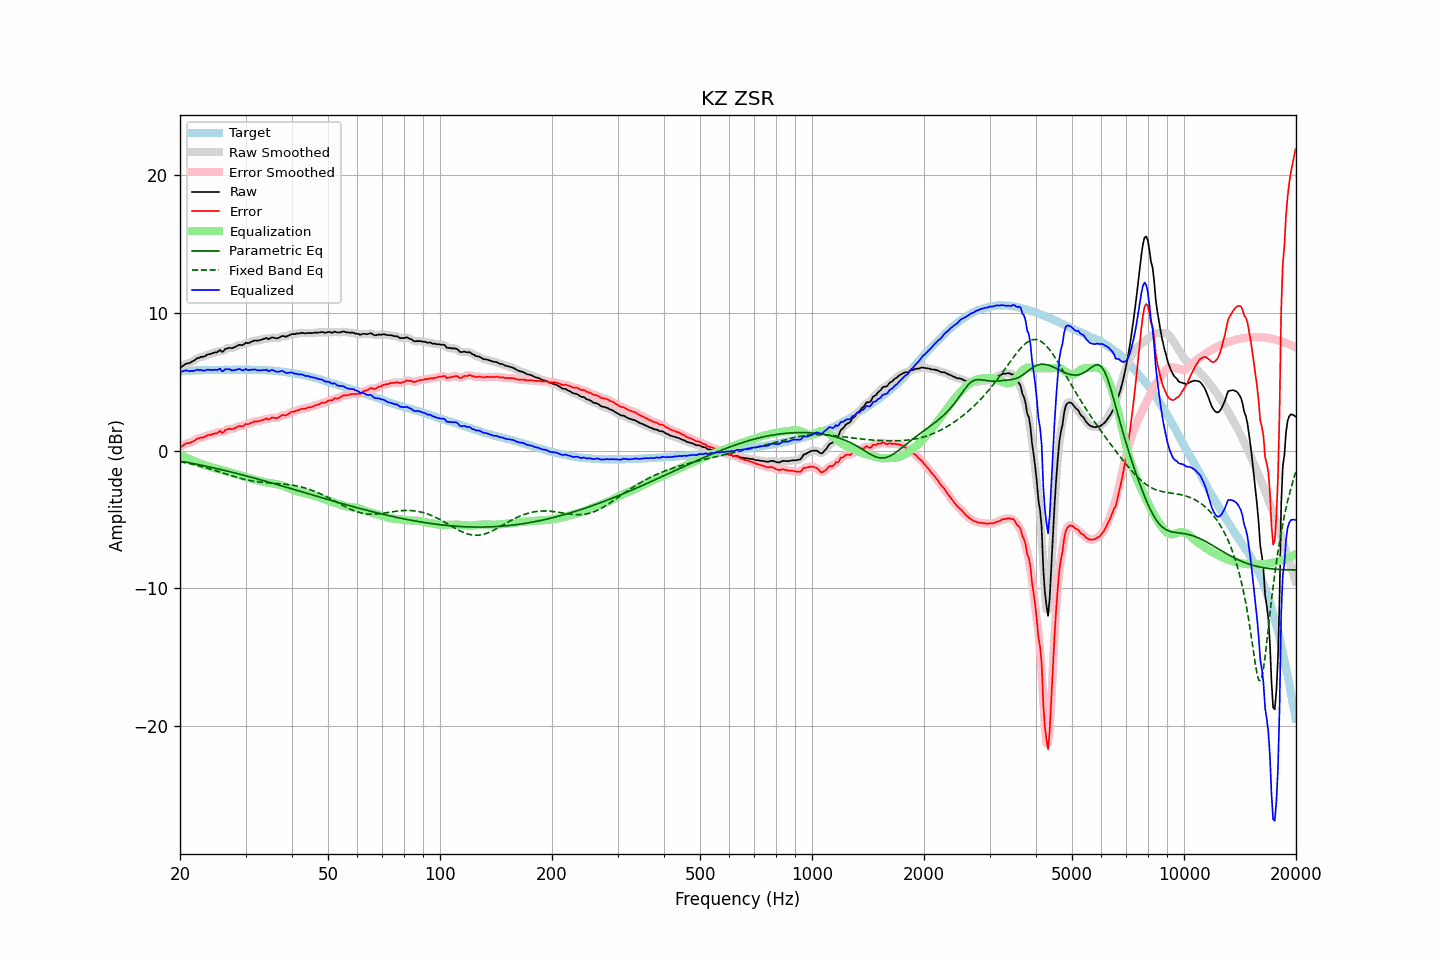 KZ ZSR
Target
Raw Smoothed
Error Smoothed
Raw
Error
Equalization
Parametric Eq
Fixed Band Eq
Equalized
Amplitude (dBr)
20
10
0
−10
−20
20 50 100 200 500 1000 2000 5000 10000 20000
Frequency (Hz)